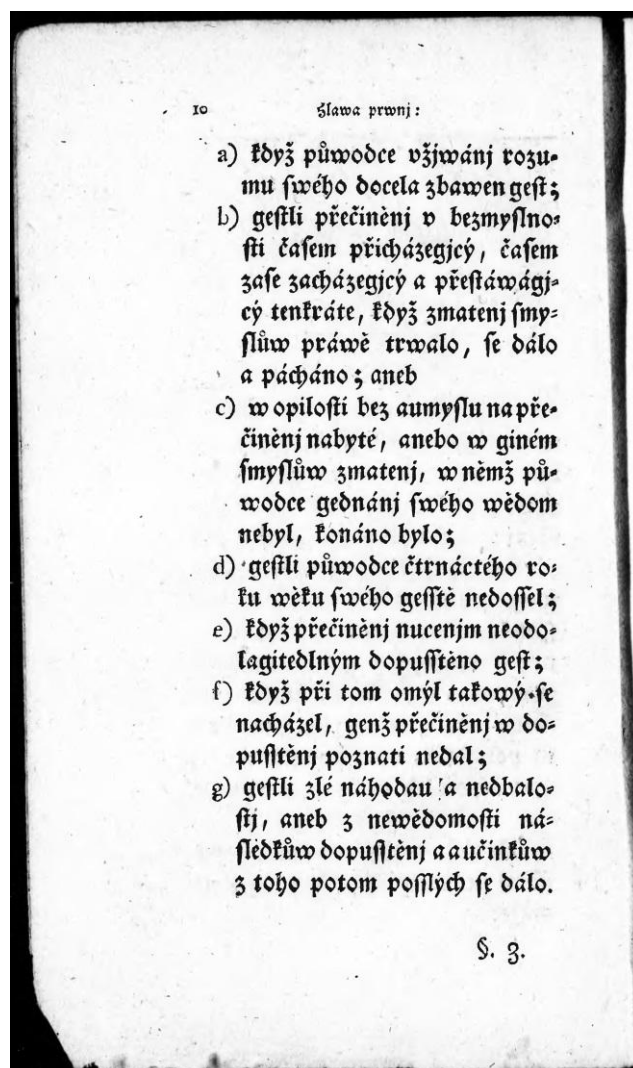 10 Hlawa prwnj:
a) když půwodce vžjwánj rozu-
mu ſwého docela zbawen geſt;
b) geſtli přečiněnj v bezmyſlno-
ſti čaſem přicházegjcý, čaſem
zaſe zacházegjcý a přeſtáwágj-
cý tenkráte, když zmatenj ſmy-
ſlůw práwě trwalo, ſe dálo
a pácháno; aneb
c) w opiloſti bez aumyſlu na pře-
činěnj nabyté, anebo w giném
ſmyſlůw zmatenj, w němž pů-
wodce gednánj ſwého wědom
nebyl, konáno bylo;
d) geſtli půwodce čtrnáctého ro-
ku wěku ſwého geſſtě nedoſſel;
e) když přečiněnj nucenjm neodo-
lagitedlným dopuſſtěno geſt;
f) když při tom omýl takowý ſe
nacházel, genž přečiněnj w do-
puſſtěnj poznati nedal;
g) geſtli zlé náhodau a nedbalo-
ſtj, aneb z newědomoſti ná-
ſledkůw dopuſſtěnj a aučinkůw
z toho potom poſſlých ſe dálo.
§. 3.